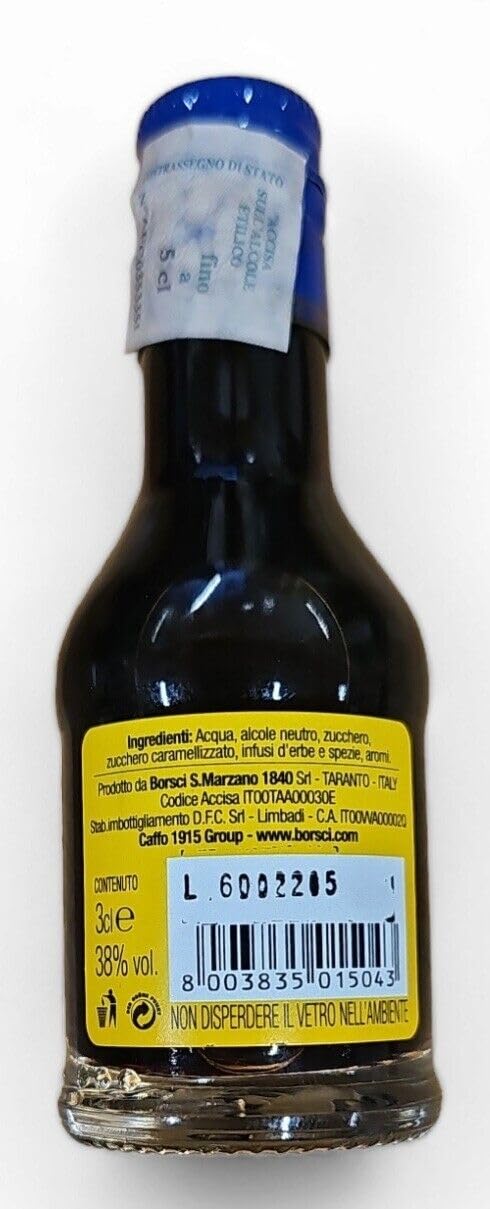 CONTRASSEGNO DI STATO
ACCISA
SULL'ALCOLE
ETILICO
fino
a
5 cl
Ingredienti: Acqua, alcole neutro, zucchero,
zucchero caramellizzato, infusi d'erbe e spezie, aromi.
Prodotto da Borsci S.Marzano 1840 Srl - TARANTO - ITALY
Codice Accisa IT00TAA00030E
Stab.imbottigliamento D.F.C. Srl - Limbadi - C.A. IT00WA00002Q
Caffo 1915 Group - www.borsci.com
CONTENUTO
3cl e
38% vol.
L 6002205
8 003835 015043
NON DISPERDERE IL VETRO NELL'AMBIENTE